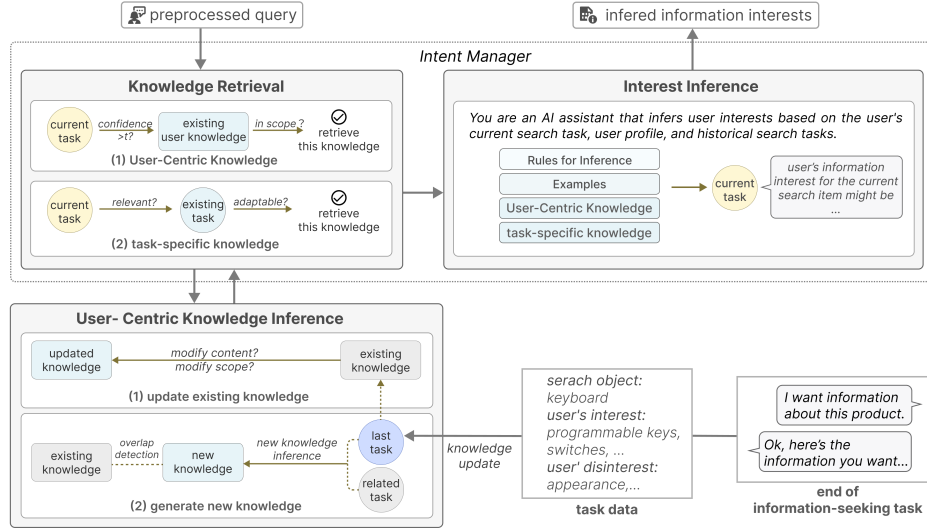 preprocessed query
infered information interests
Intent Manager
Knowledge Retrieval
current
task
confidence
>t?
existing
user knowledge
in scope?
retrieve
this knowledge
(1) User-Centric Knowledge
current
task
relevant?
existing
task
adaptable?
retrieve
this knowledge
(2) task-specific knowledge
Interest Inference
You are an AI assistant that infers user interests based on the user's
current search task, user profile, and historical search tasks.
Rules for Inference
Examples
User-Centric Knowledge
task-specific knowledge
current
task
user's information
interest for the current
search item might be
...
User- Centric Knowledge Inference
updated
knowledge
modify content?
modify scope?
existing
knowledge
(1) update existing knowledge
existing
knowledge
overlap
detection
new
knowledge
new knowledge
inference
last
task
related
task
(2) generate new knowledge
knowledge
update
serach object:
keyboard
user's interest:
programmable keys,
switches, ...
user' disinterest:
appearance,...
task data
I want information
about this product.
Ok, here's the
information you want...
end of
information-seeking task